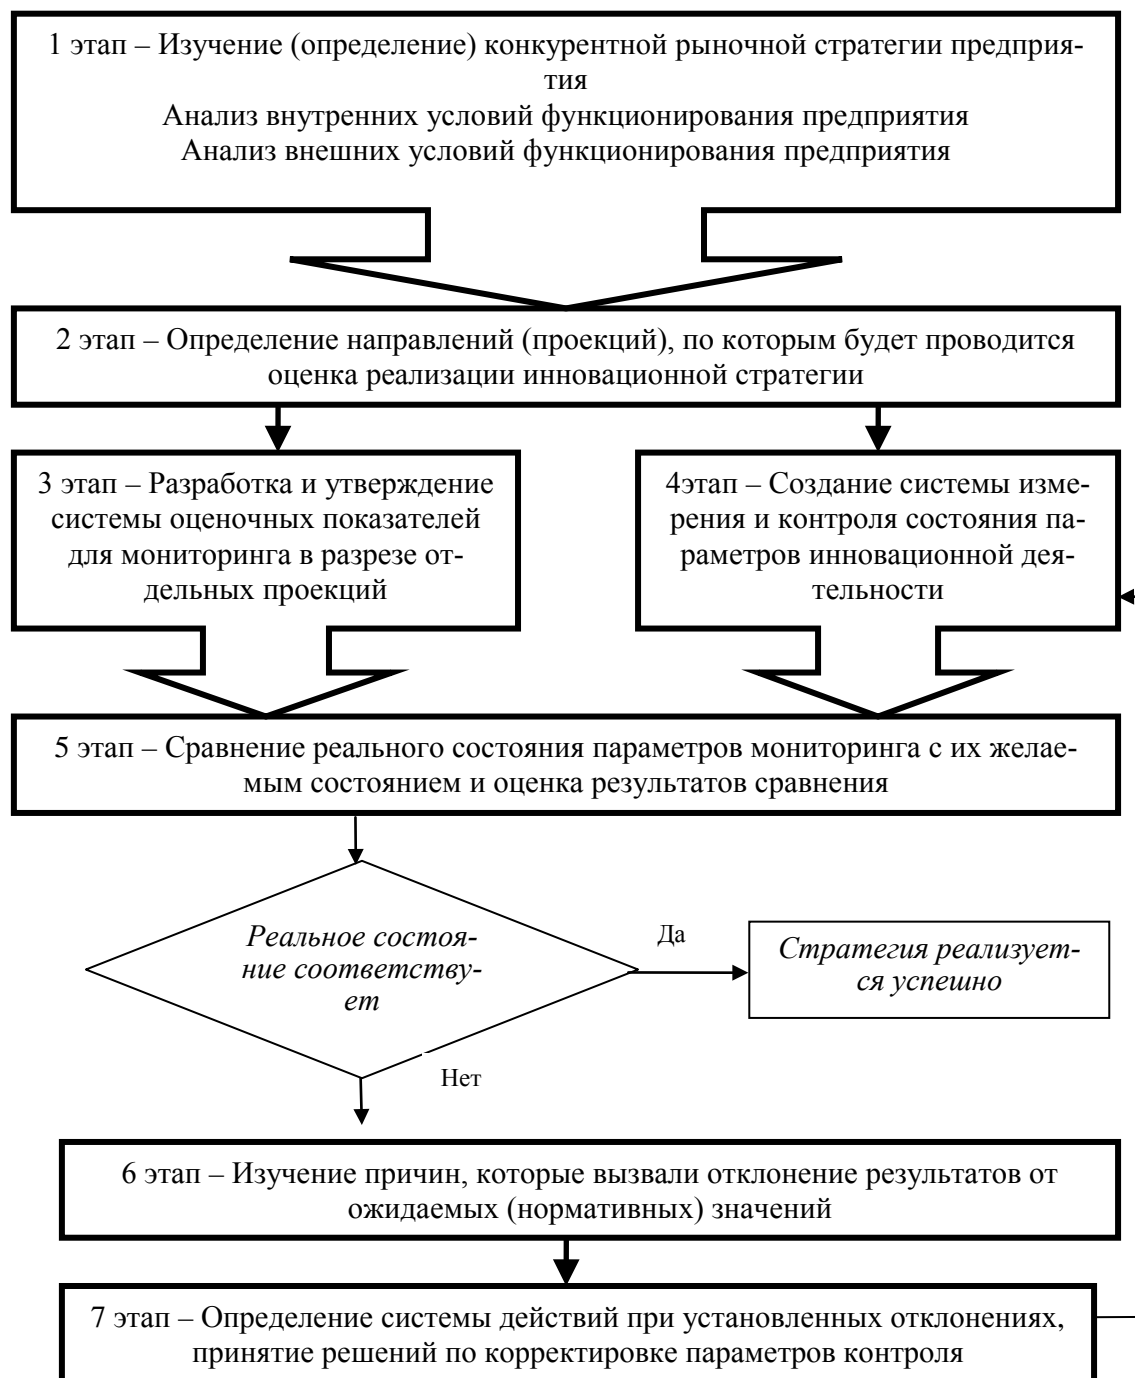 1 этап – Изучение (определение) конкурентной рыночной стратегии предприя-
тия
Анализ внутренних условий функционирования предприятия
Анализ внешних условий функционирования предприятия
2 этап – Определение направлений (проекций), по которым будет проводится
оценка реализации инновационной стратегии
3 этап – Разработка и утверждение
системы оценочных показателей
для мониторинга в разрезе от-
дельных проекций
4этап – Создание системы изме-
рения и контроля состояния па-
раметров инновационной дея-
тельности
5 этап – Сравнение реального состояния параметров мониторинга с их желае-
мым состоянием и оценка результатов сравнения
Реальное состоя-
ние соответству-
ет
Да
Стратегия реализует-
ся успешно
Нет
6 этап – Изучение причин, которые вызвали отклонение результатов от
ожидаемых (нормативных) значений
7 этап – Определение системы действий при установленных отклонениях,
принятие решений по корректировке параметров контроля